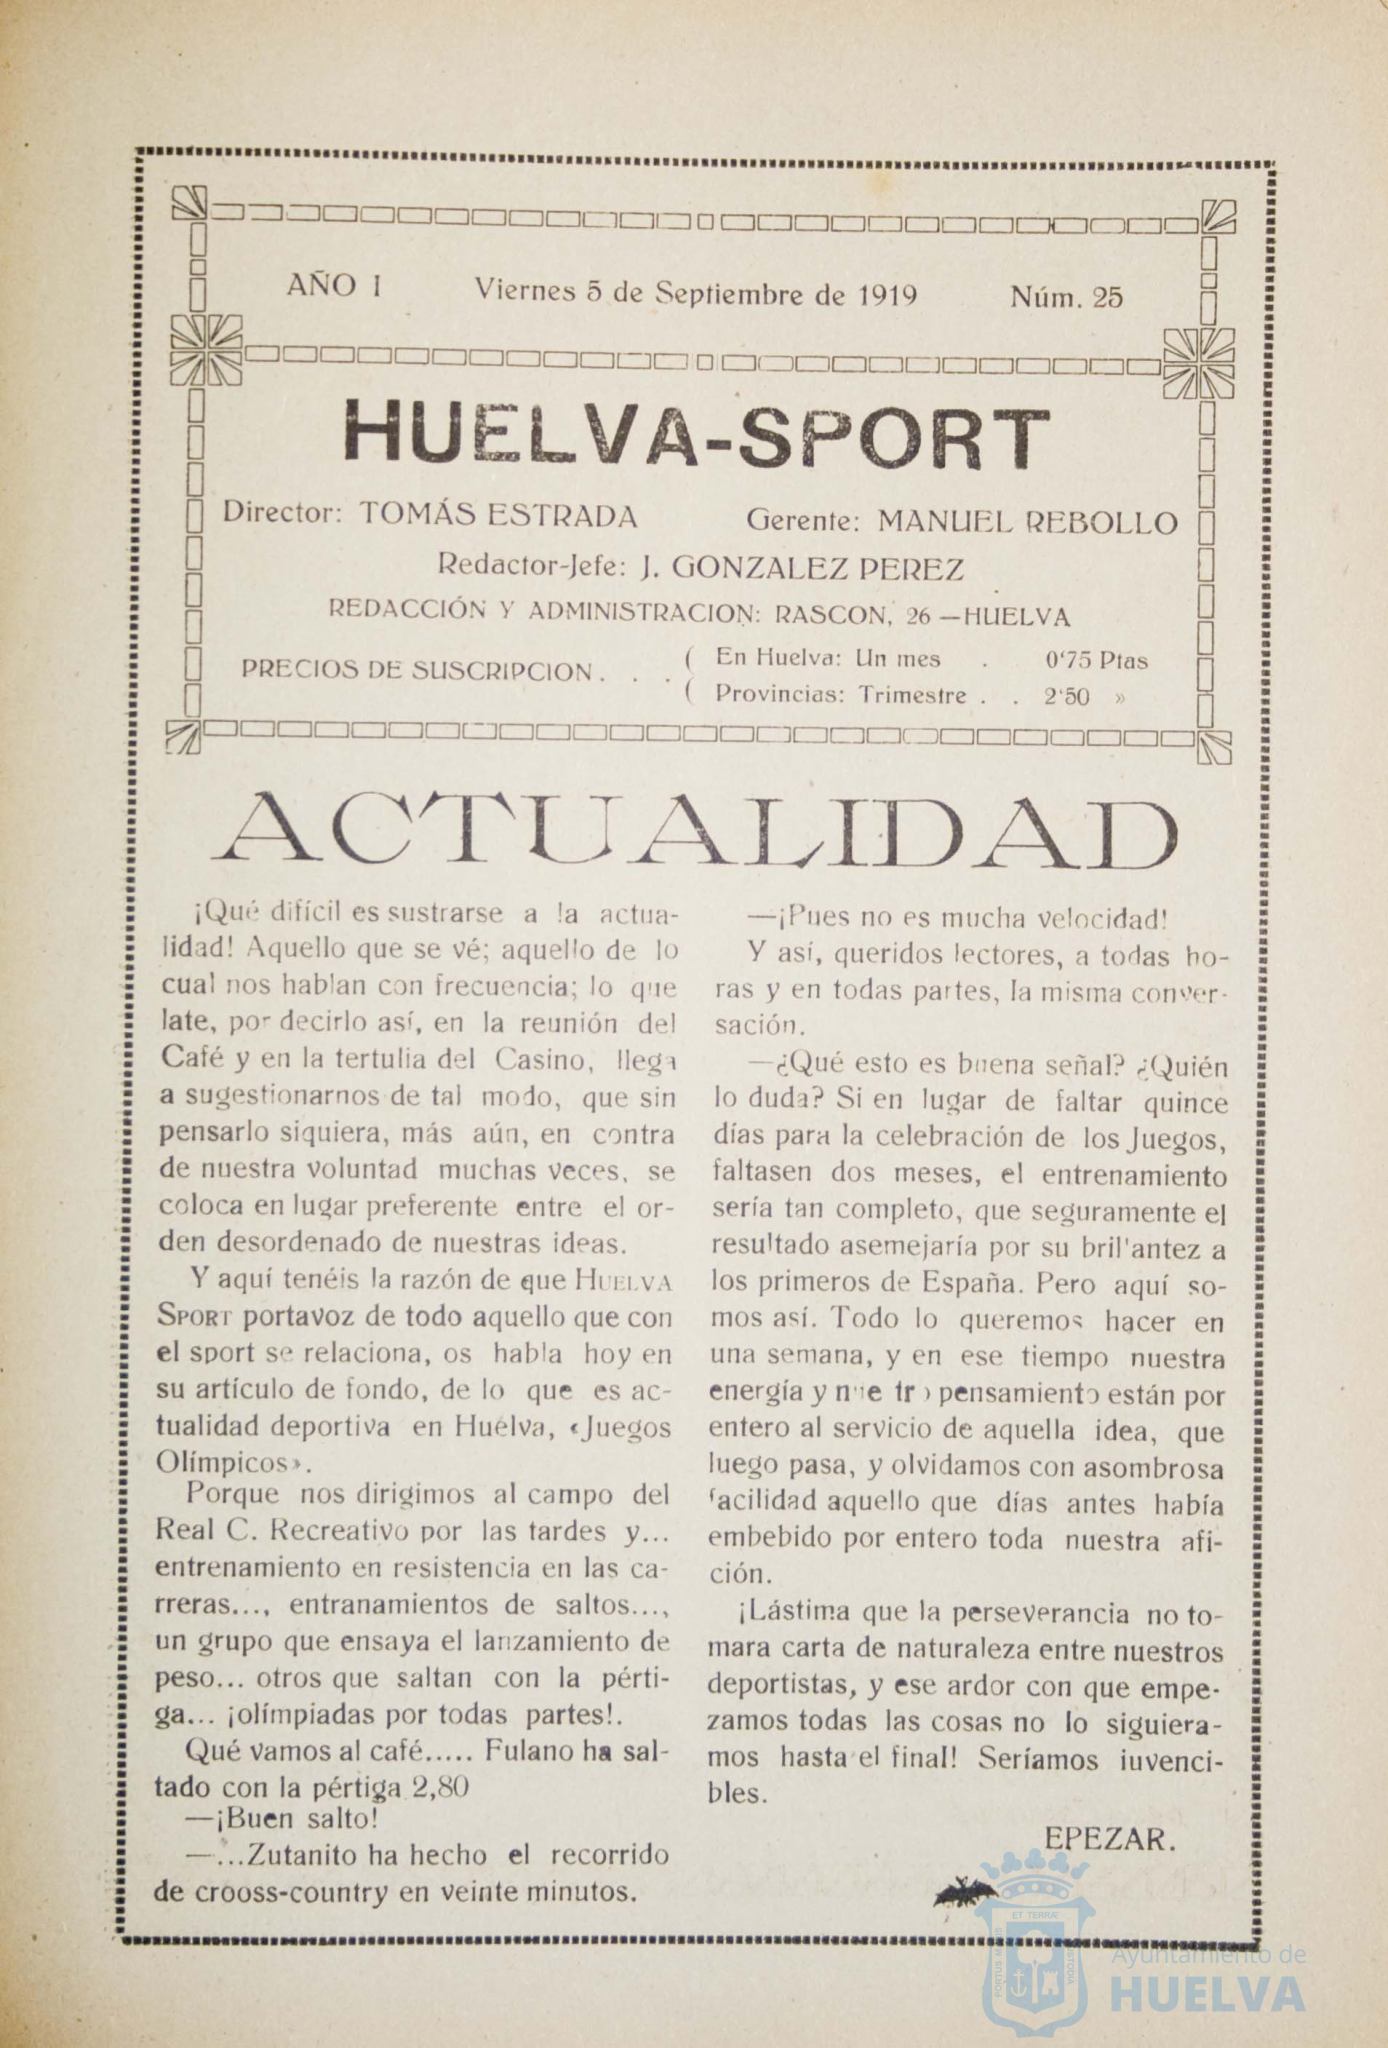 AÑO I Viernes 5 de Septiembre de 1919 Núm. 25
HUELVA-SPORT
Director: TOMÁS ESTRADA Gerente: MANUEL REBOLLO
Redactor-Jefe: J. GONZALEZ PEREZ
REDACCIÓN Y ADMINISTRACION: RASCON, 26 —HUELVA
PRECIOS DE SUSCRIPCION . . . ( En Huelva: Un mes . 0'75 Ptas
( Provincias: Trimestre . . 2'50 »
ACTUALIDAD
¡Qué difícil es sustrarse a la actua-
lidad! Aquello que se vé; aquello de lo
cual nos hablan con frecuencia; lo que
late, por decirlo así, en la reunión del
Café y en la tertulia del Casino, llega
a sugestionarnos de tal modo, que sin
pensarlo siquiera, más aún, en contra
de nuestra voluntad muchas veces, se
coloca en lugar preferente entre el or-
den desordenado de nuestras ideas.
Y aquí tenéis la razón de que HUELVA
SPORT portavoz de todo aquello que con
el sport se relaciona, os habla hoy en
su artículo de fondo, de lo que es ac-
tualidad deportiva en Huelva, «Juegos
Olímpicos».
Porque nos dirigimos al campo del
Real C. Recreativo por las tardes y...
entrenamiento en resistencia en las ca-
rreras..., entranamientos de saltos...,
un grupo que ensaya el lanzamiento de
peso... otros que saltan con la pérti-
ga... ¡olímpiadas por todas partes!.
Qué vamos al café..... Fulano ha sal-
tado con la pértiga 2,80
—¡Buen salto!
—...Zutanito ha hecho el recorrido
de crooss-country en veinte minutos.
—¡Pues no es mucha velocidad!
Y así, queridos lectores, a todas ho-
ras y en todas partes, la misma conver-
sación.
—¿Qué esto es buena señal? ¿Quién
lo duda? Si en lugar de faltar quince
días para la celebración de los Juegos,
faltasen dos meses, el entrenamiento
sería tan completo, que seguramente el
resultado asemejaría por su bril'antez a
los primeros de España. Pero aquí so-
mos así. Todo lo queremos hacer en
una semana, y en ese tiempo nuestra
energía y pensamiento están por
entero al servicio de aquella idea, que
luego pasa, y olvidamos con asombrosa
facilidad aquello que días antes había
embebido por entero toda nuestra afi-
ción.
¡Lástima que la perseverancia no to-
mara carta de naturaleza entre nuestros
deportistas, y ese ardor con que empe-
zamos todas las cosas no lo siguiera-
mos hasta el final! Seríamos iuvenci-
bles.
EPEZAR.
ET TERRÆ
PORTUS MARIS
CUSTODIA
Ayuntamiento de
HUELVA